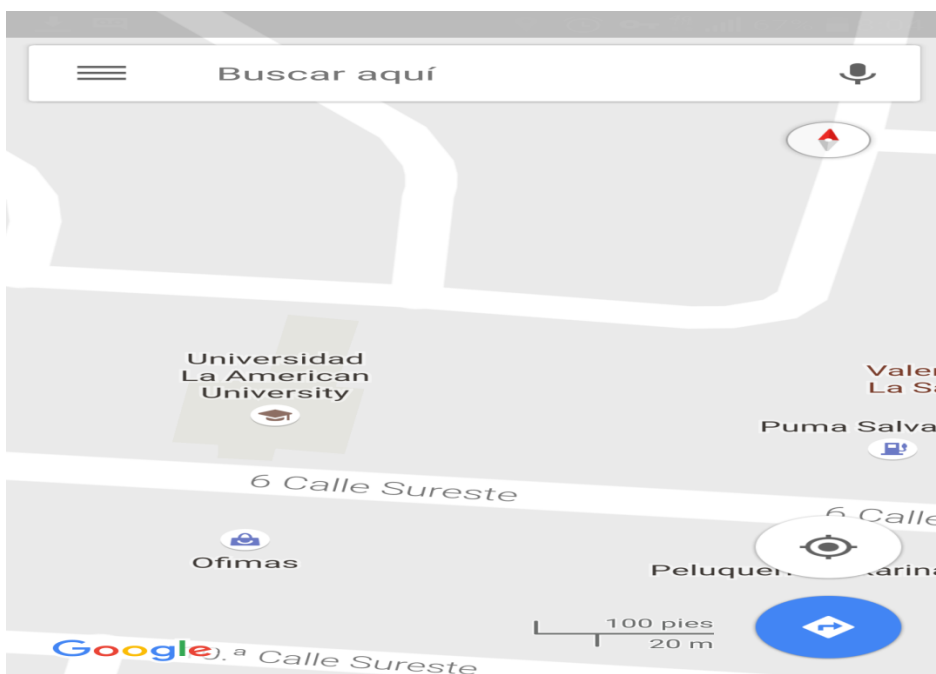 Buscar aquí
Universidad
La American
University
Vale
La S
Puma Salva
6 Calle Sureste
6 Calle
Ofimas
Peluque arin
100 pies
20 m
Google
.ª Calle Sureste